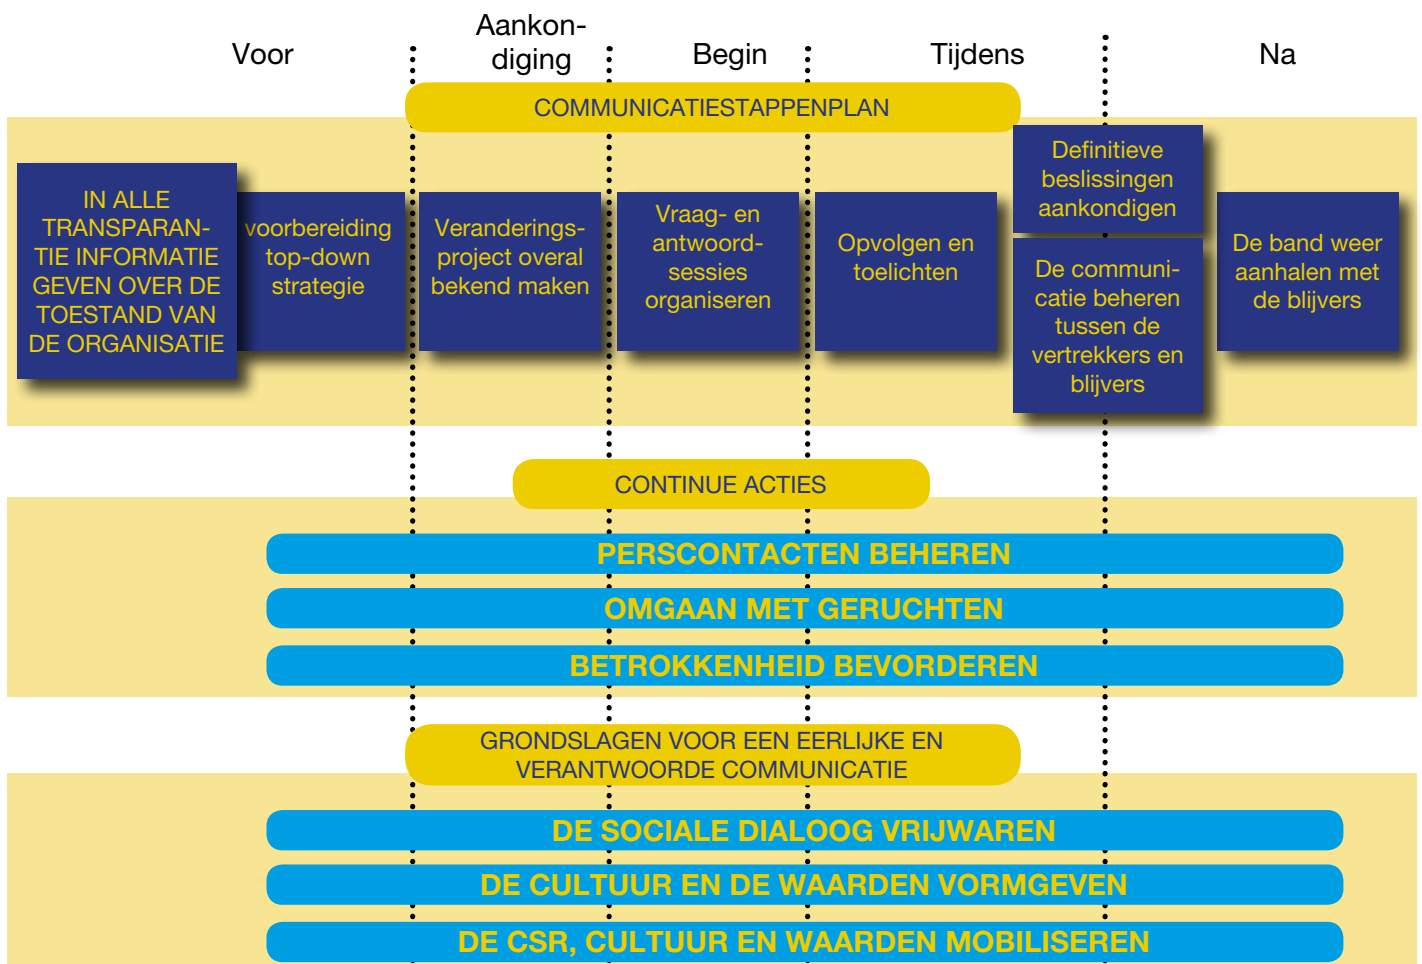 Voor
Aankon-
diging
Begin
Tijdens
Na
COMMUNICATIESTAPPENPLAN
IN ALLE
TRANSPARAN-
TIE INFORMATIE
GEVEN OVER DE
TOESTAND VAN
DE ORGANISATIE
voorbereiding
top-down
strategie
Veranderings-
project overal
bekend maken
Vraag- en
antwoord-
sessies
organiseren
Opvolgen en
toelichten
Definitieve
beslissingen
aankondigen
De communi-
catie beheren
tussen de
vertrekkers en
blijvers
De band weer
aanhalen met
de blijvers
CONTINUE ACTIES
PERSCONTACTEN BEHEREN
OMGAAN MET GERUCHTEN
BETROKKENHEID BEVORDEREN
GRONDSLAGEN VOOR EEN EERLIJKE EN
VERANTWOORDE COMMUNICATIE
DE SOCIALE DIALOOG VRIJWAREN
DE CULTUUR EN DE WAARDEN VORMGEVEN
DE CSR, CULTUUR EN WAARDEN MOBILISEREN